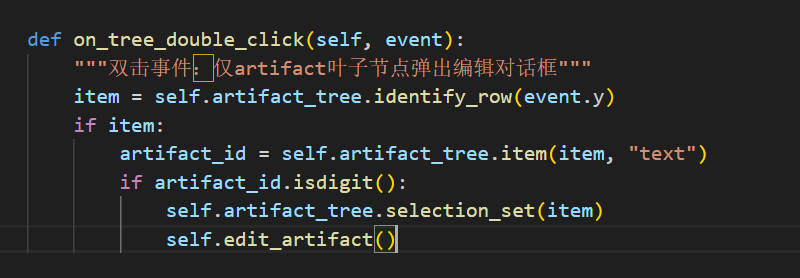 def on_tree_double_click(self, event):
"""双击事件：仅artifact叶子节点弹出编辑对话框"""
item = self.artifact_tree.identify_row(event.y)
if item:
artifact_id = self.artifact_tree.item(item, "text")
if artifact_id.isdigit():
self.artifact_tree.selection_set(item)
self.edit_artifact()